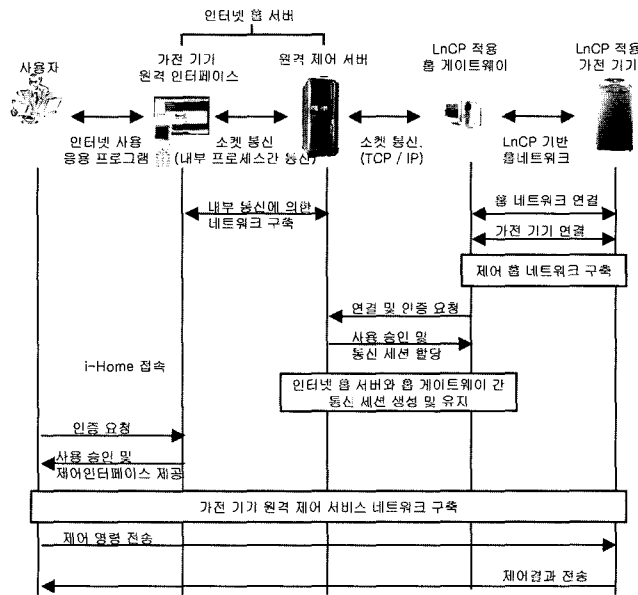 인터넷 홈 서버
사용자
가전 기기
원격 인터페이스
원격 제어 서버
LnCP 적용
홈 게이트웨이
LnCP 적용
가전 기기
인터넷 사용
응용 프로그램
소켓 통신
(내부 프로세스간 통신)
소켓 통신.
(TCP / IP)
LnCP 기반
홈네트워크
내부 통신에 의한
네트워크 구축
홈 네트워크 연결
가전 기기 연결
제어 홈 네트워크 구축
연결 및 인증 요청
사용 승인 및
통신 세션 할당
i-Home 접속
인터넷 홈 서버와 홈 게이트웨이 간
통신 세션 생성 및 유지
인증 요청
사용 승인 및
제어인터페이스 제공
가전 기기 원격 제어 서비스 네트워크 구축
제어 명령 전송
제어결과 전송